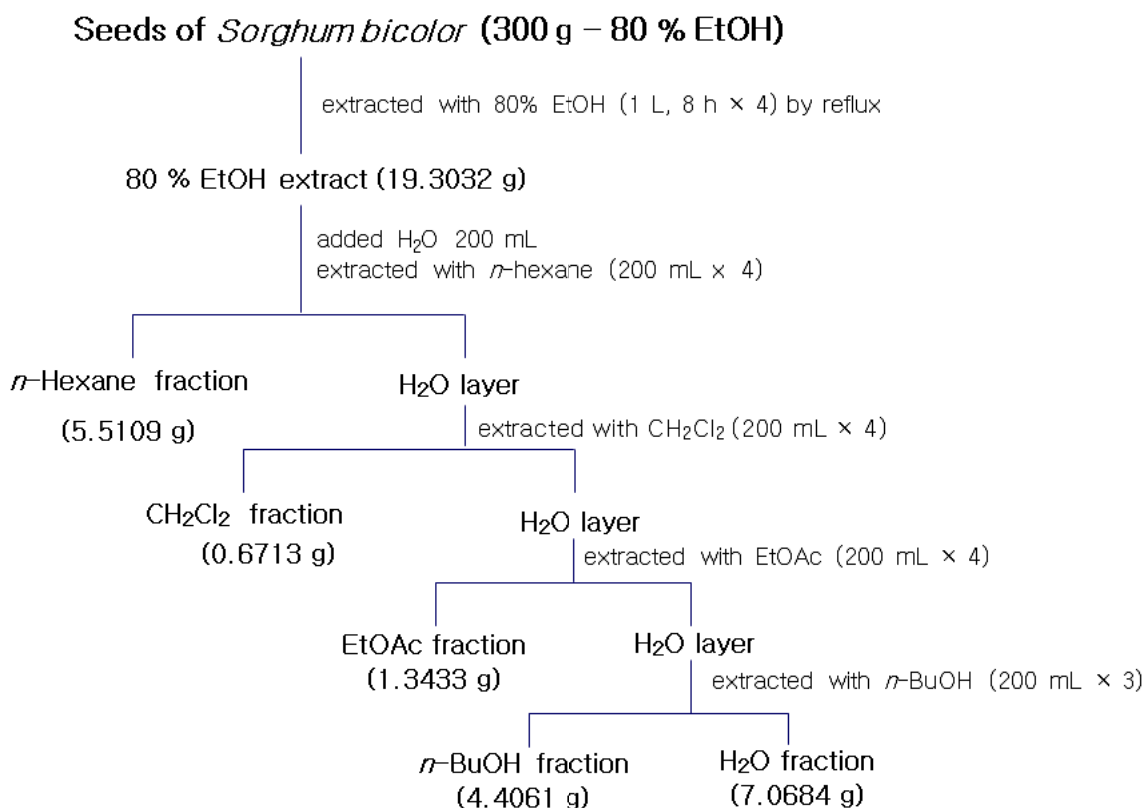 Seeds of Sorghum bicolor (300 g – 80 % EtOH)
extracted with 80% EtOH (1 L, 8 h × 4) by reflux
80 % EtOH extract (19.3032 g)
added H₂O 200 mL
extracted with n-hexane (200 mL x 4)
n-Hexane fraction
(5.5109 g)
H₂O layer
extracted with CH₂Cl₂ (200 mL × 4)
CH₂Cl₂ fraction
(0.6713 g)
H₂O layer
extracted with EtOAc (200 mL × 4)
EtOAc fraction
(1.3433 g)
H₂O layer
extracted with n-BuOH (200 mL × 3)
n-BuOH fraction
(4.4061 g)
H₂O fraction
(7.0684 g)